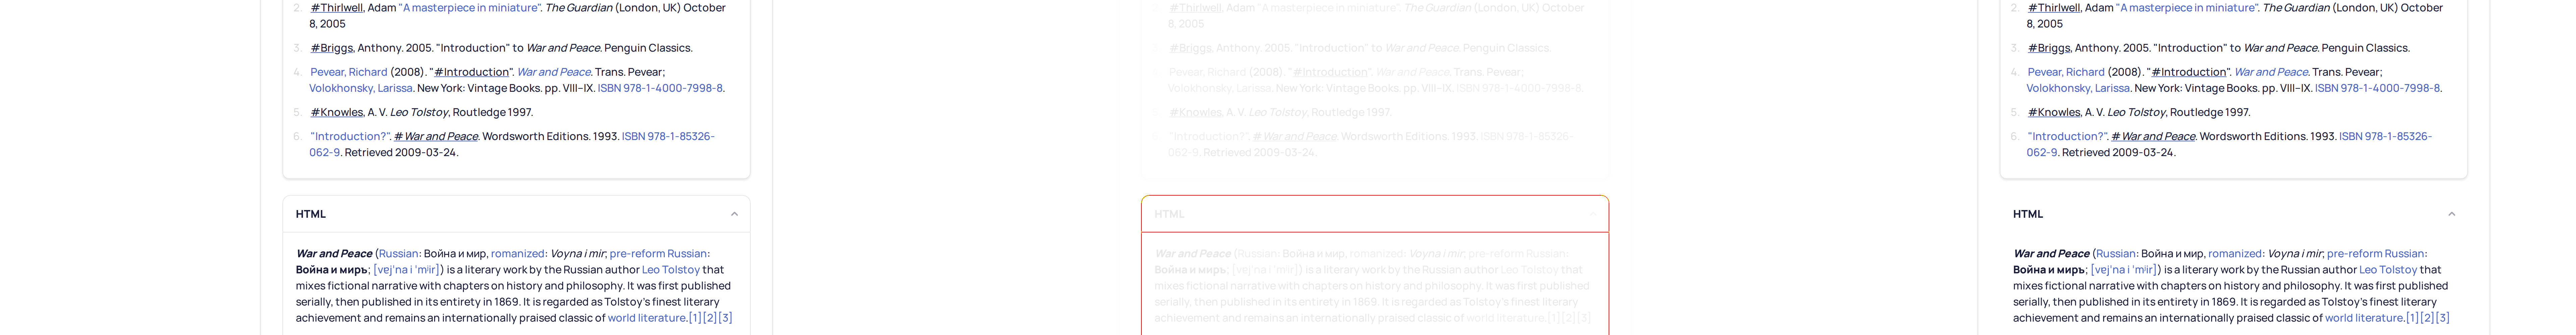 2. #Thirlwell, Adam "A masterpiece in miniature". The Guardian (London, UK) October
8, 2005
3. #Briggs, Anthony. 2005. "Introduction" to War and Peace. Penguin Classics.
4. Pevear, Richard (2008). "#Introduction". War and Peace. Trans. Pevear;
Volokhonsky, Larissa. New York: Vintage Books. pp. VIII–IX. ISBN 978-1-4000-7998-8.
5. #Knowles, A. V. Leo Tolstoy, Routledge 1997.
6. "Introduction?". #War and Peace. Wordsworth Editions. 1993. ISBN 978-1-85326-
062-9. Retrieved 2009-03-24.
HTML
War and Peace (Russian: Война и мир, romanized: Voyna i mir; pre-reform Russian:
Война и миръ; [vɐjˈna i ˈmʲir]) is a literary work by the Russian author Leo Tolstoy that
mixes fictional narrative with chapters on history and philosophy. It was first published
serially, then published in its entirety in 1869. It is regarded as Tolstoy's finest literary
achievement and remains an internationally praised classic of world literature.[1][2][3]
2. #Thirlwell, Adam "A masterpiece in miniature". The Guardian (London, UK) October
8, 2005
3. #Briggs, Anthony. 2005. "Introduction" to War and Peace. Penguin Classics.
4. Pevear, Richard (2008). "#Introduction". War and Peace. Trans. Pevear;
Volokhonsky, Larissa. New York: Vintage Books. pp. VIII–IX. ISBN 978-1-4000-7998-8.
5. #Knowles, A. V. Leo Tolstoy, Routledge 1997.
6. "Introduction?". #War and Peace. Wordsworth Editions. 1993. ISBN 978-1-85326-
062-9. Retrieved 2009-03-24.
HTML
War and Peace (Russian: Война и мир, romanized: Voyna i mir; pre-reform Russian:
Война и миръ; [vɐjˈna i ˈmʲir]) is a literary work by the Russian author Leo Tolstoy that
mixes fictional narrative with chapters on history and philosophy. It was first published
serially, then published in its entirety in 1869. It is regarded as Tolstoy's finest literary
achievement and remains an internationally praised classic of world literature.[1][2][3]
2. #Thirlwell, Adam "A masterpiece in miniature". The Guardian (London, UK) October
8, 2005
3. #Briggs, Anthony. 2005. "Introduction" to War and Peace. Penguin Classics.
4. Pevear, Richard (2008). "#Introduction". War and Peace. Trans. Pevear;
Volokhonsky, Larissa. New York: Vintage Books. pp. VIII–IX. ISBN 978-1-4000-7998-8.
5. #Knowles, A. V. Leo Tolstoy, Routledge 1997.
6. "Introduction?". #War and Peace. Wordsworth Editions. 1993. ISBN 978-1-85326-
062-9. Retrieved 2009-03-24.
HTML
War and Peace (Russian: Война и мир, romanized: Voyna i mir; pre-reform Russian:
Война и миръ; [vɐjˈna i ˈmʲir]) is a literary work by the Russian author Leo Tolstoy that
mixes fictional narrative with chapters on history and philosophy. It was first published
serially, then published in its entirety in 1869. It is regarded as Tolstoy's finest literary
achievement and remains an internationally praised classic of world literature.[1][2][3]